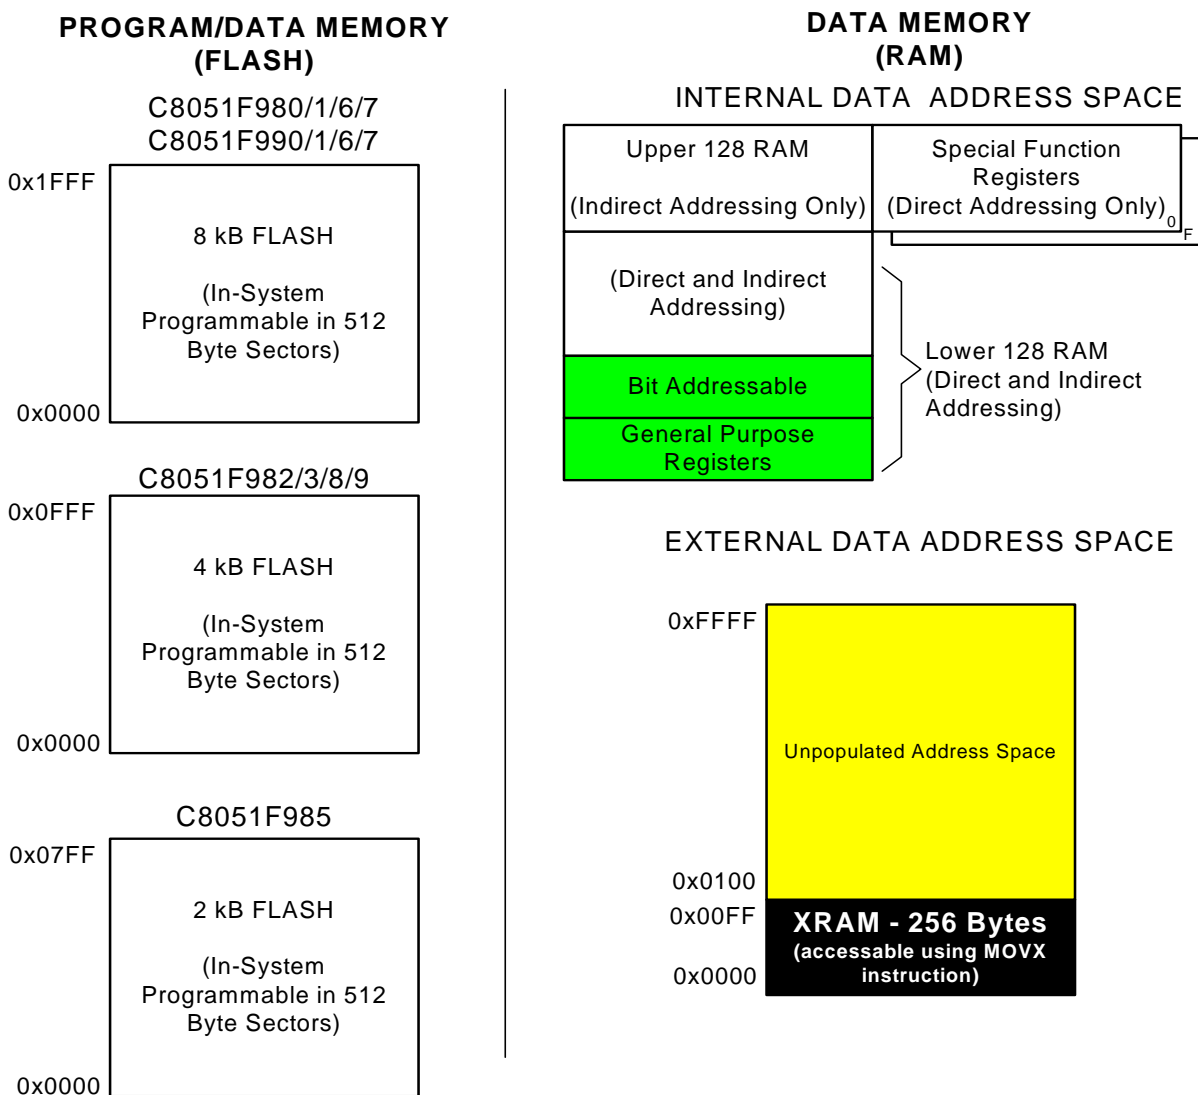 PROGRAM/DATA MEMORY
(FLASH)
C8051F980/1/6/7
C8051F990/1/6/7
0x1FFF
8 kB FLASH
(In-System
Programmable in 512
Byte Sectors)
0x0000
C8051F982/3/8/9
0x0FFF
4 kB FLASH
(In-System
Programmable in 512
Byte Sectors)
0x0000
C8051F985
0x07FF
2 kB FLASH
(In-System
Programmable in 512
Byte Sectors)
0x0000
DATA MEMORY
(RAM)
INTERNAL DATA ADDRESS SPACE
Upper 128 RAM
(Indirect Addressing Only)
Special Function
Registers
(Direct Addressing Only)
0
F
(Direct and Indirect
Addressing)
Bit Addressable
General Purpose
Registers
Lower 128 RAM
(Direct and Indirect
Addressing)
EXTERNAL DATA ADDRESS SPACE
0xFFFF
Unpopulated Address Space
0x0100
0x00FF
XRAM - 256 Bytes
(accessable using MOVX
instruction)
0x0000